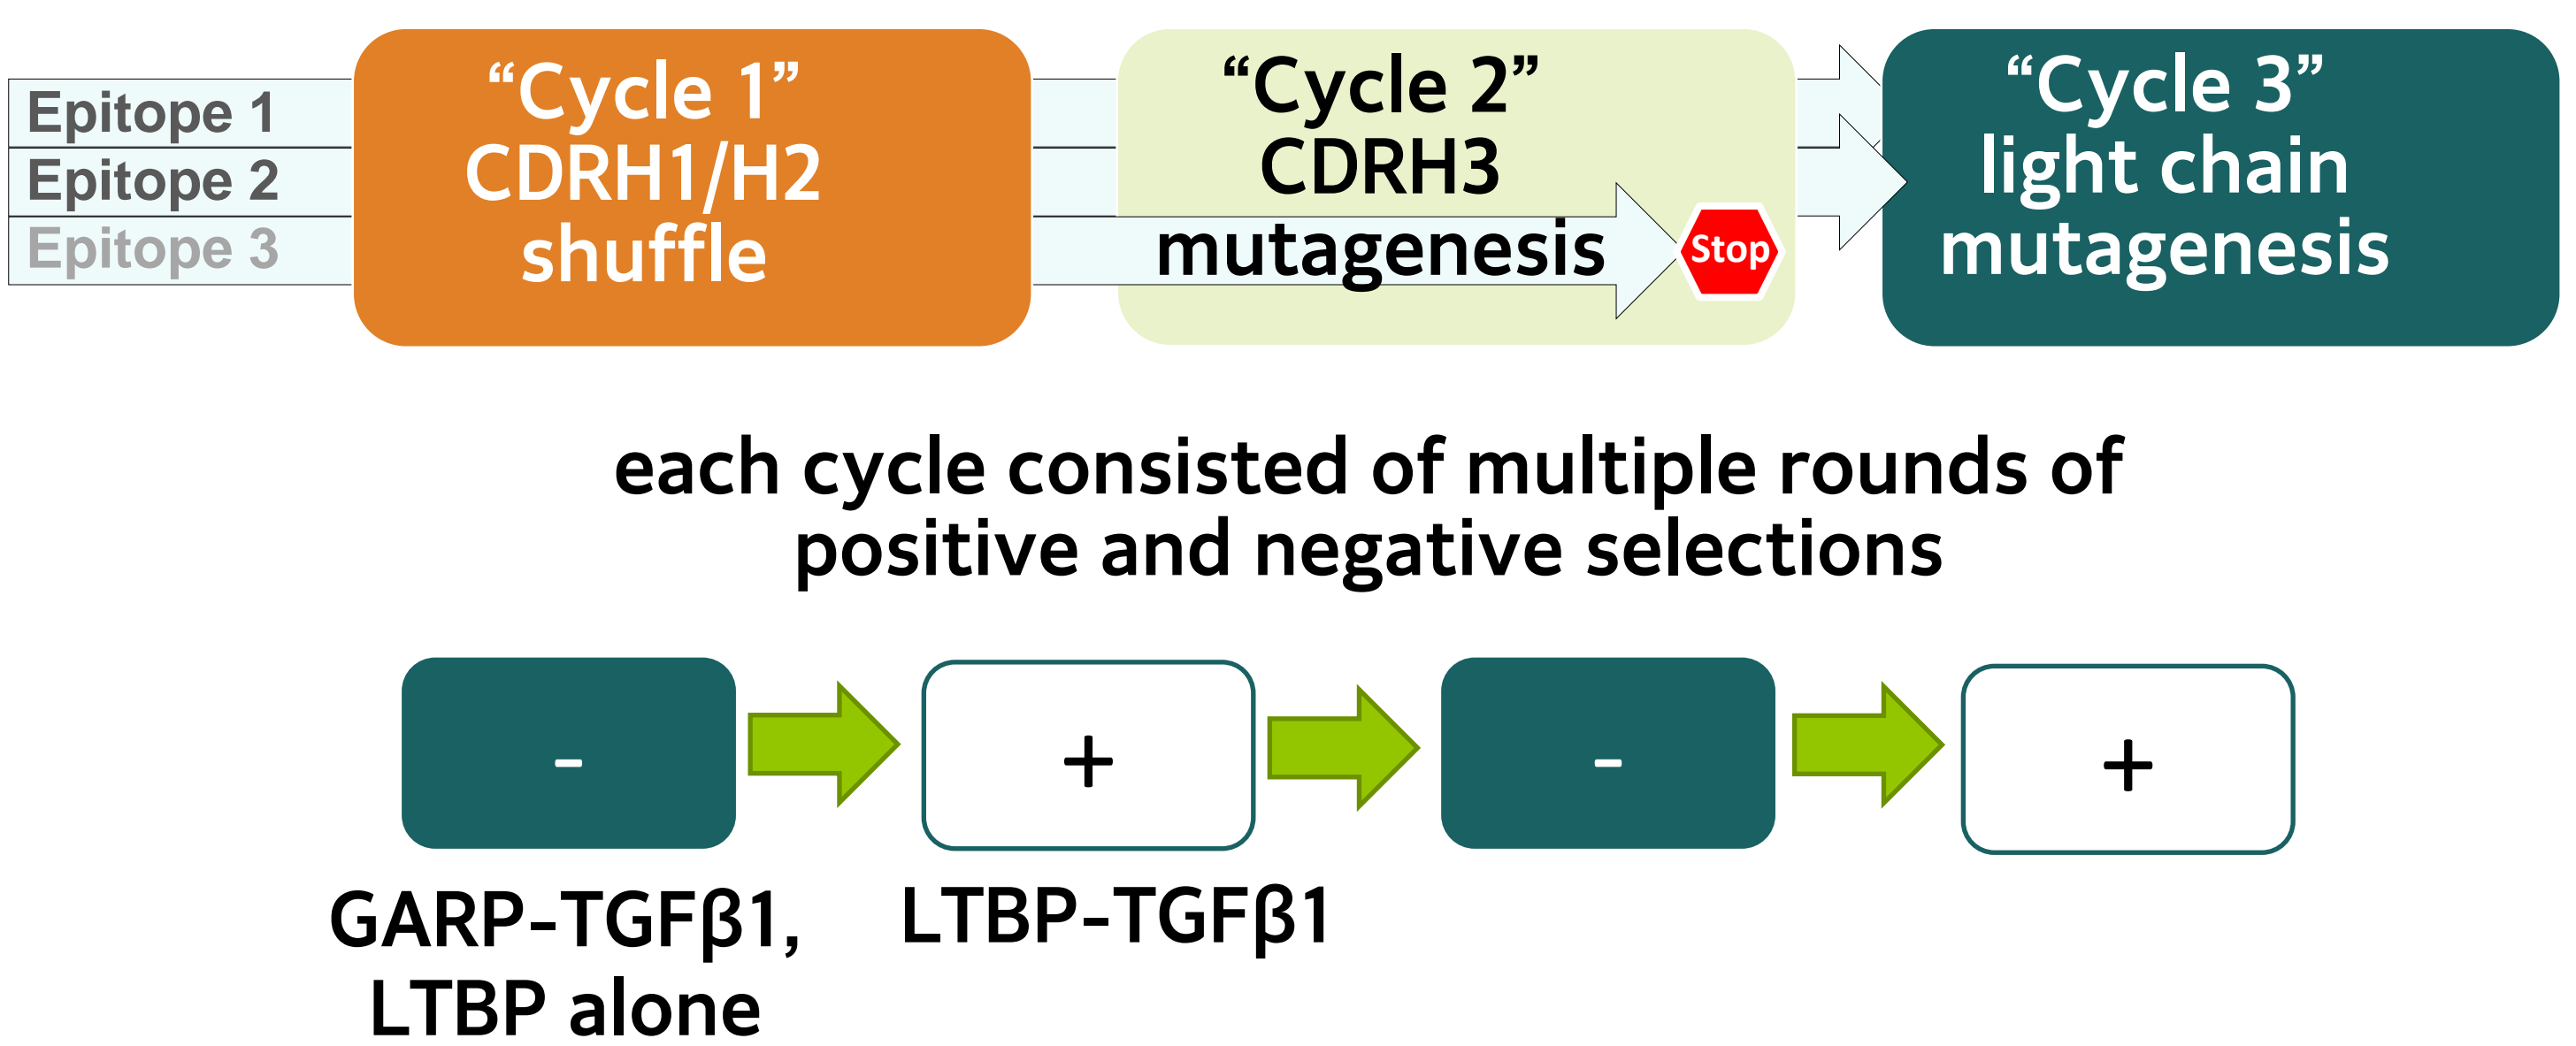 Epitope 1
Epitope 2
Epitope 3
“Cycle 1”
CDRH1/H2
shuffle
“Cycle 2”
CDRH3
mutagenesis
Stop
“Cycle 3”
light chain
mutagenesis
each cycle consisted of multiple rounds of
positive and negative selections
-
+
-
+
GARP-TGFβ1,
LTBP alone
LTBP-TGFβ1